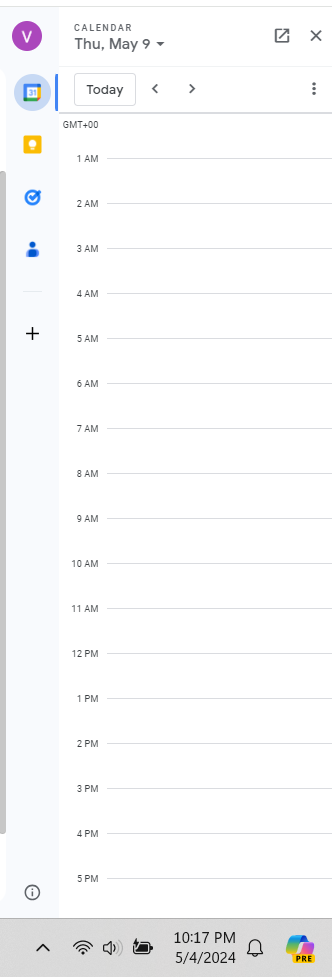 V
CALENDAR
Thu, May 9
31
Today
GMT+00
1 AM
2 AM
3 AM
4 AM
5 AM
6 AM
7 AM
8 AM
9 AM
10 AM
11 AM
12 PM
1 PM
2 PM
3 PM
4 PM
5 PM
10:17 PM
5/4/2024
PRE